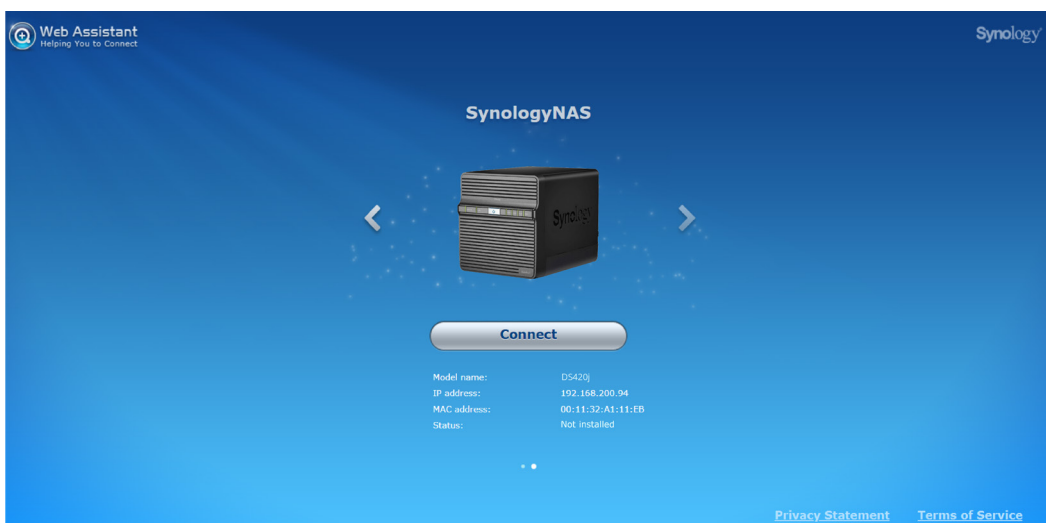 Web Assistant
Helping You to Connect
Synology
SynologyNAS
Synology
Connect
Model name: DS420j
IP address: 192.168.200.94
MAC address: 00:11:32:A1:11:EB
Status: Not installed
Privacy Statement Terms of Service